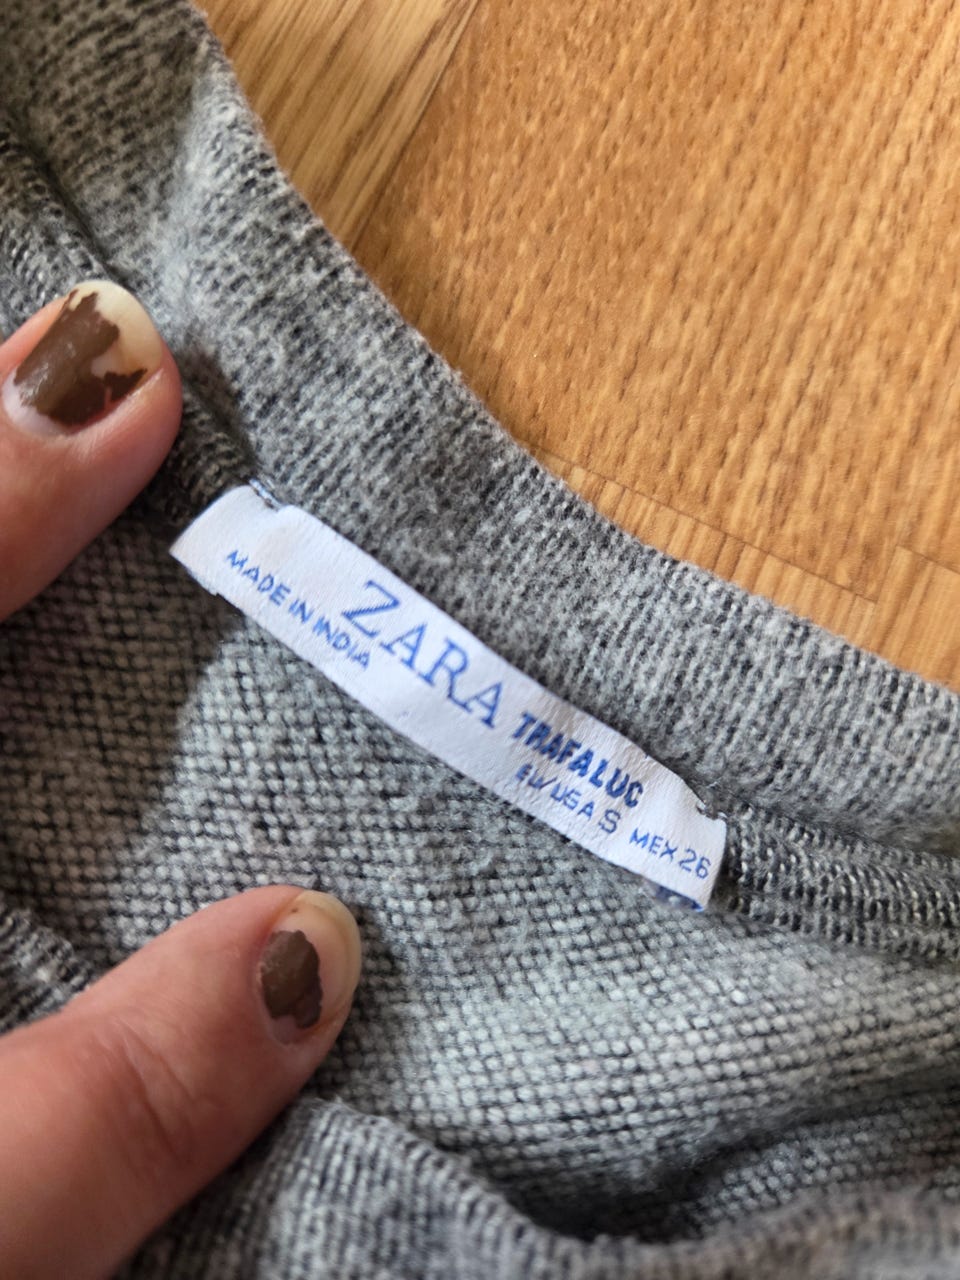 ZARA TRAFALUC
MADE IN INDIA
EU/USA S MEX 26